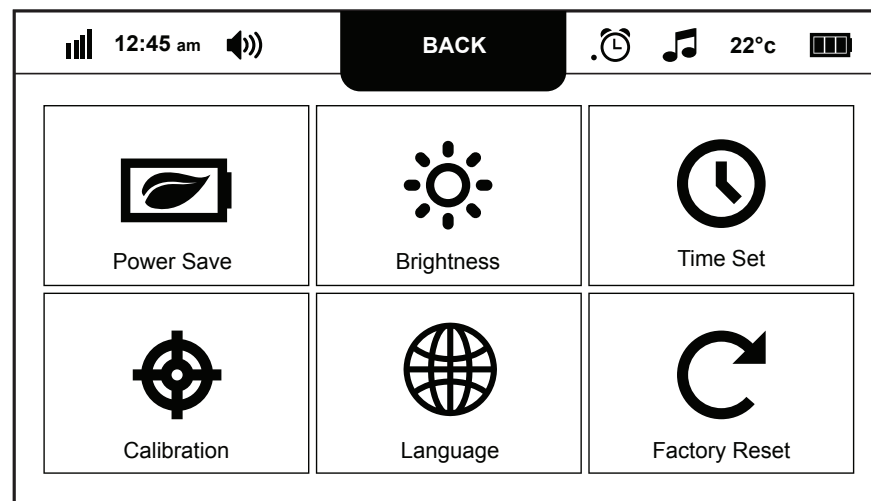 12:45 am BACK 22°c
Power Save Brightness Time Set
Calibration Language Factory Reset